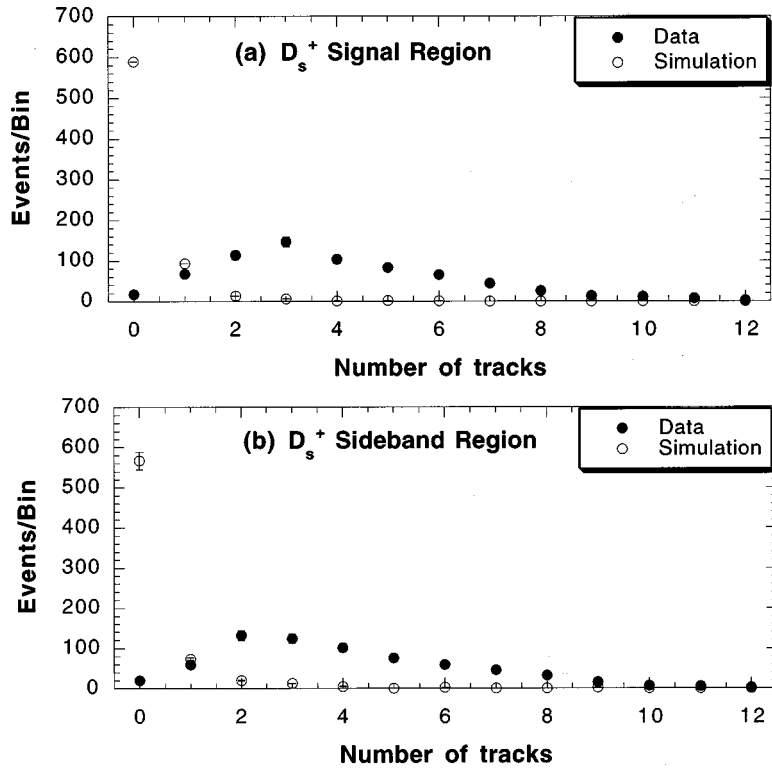 (a) D_s^+ Signal Region
Data
Simulation
Events/Bin
700
600
500
400
300
200
100
0
0 2 4 6 8 10 12
Number of tracks
(b) D_s^+ Sideband Region
Data
Simulation
Events/Bin
700
600
500
400
300
200
100
0
0 2 4 6 8 10 12
Number of tracks